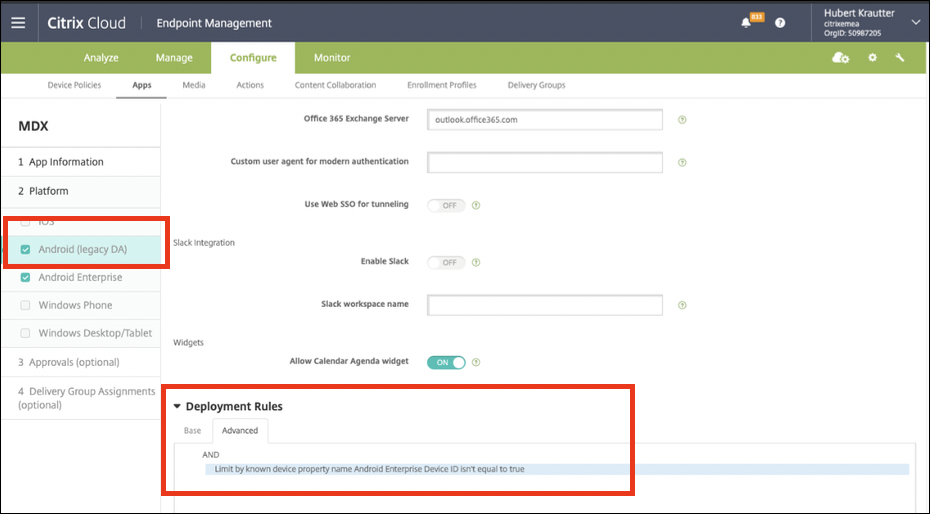 Citrix Cloud
Endpoint Management
833
Hubert Krautter
citrixemea
OrgID: 50987205
Analyze
Manage
Configure
Monitor
Device Policies
Apps
Media
Actions
Content Collaboration
Enrollment Profiles
Delivery Groups
MDX
1 App Information
2 Platform
iOS
Android (legacy DA)
Android Enterprise
Windows Phone
Windows Desktop/Tablet
3 Approvals (optional)
4 Delivery Group Assignments
(optional)
Office 365 Exchange Server
outlook.office365.com
Custom user agent for modern authentication
Use Web SSO for tunneling
OFF
Slack Integration
Enable Slack
OFF
Slack workspace name
Widgets
Allow Calendar Agenda widget
ON
Deployment Rules
Base
Advanced
AND
Limit by known device property name Android Enterprise Device ID isn't equal to true